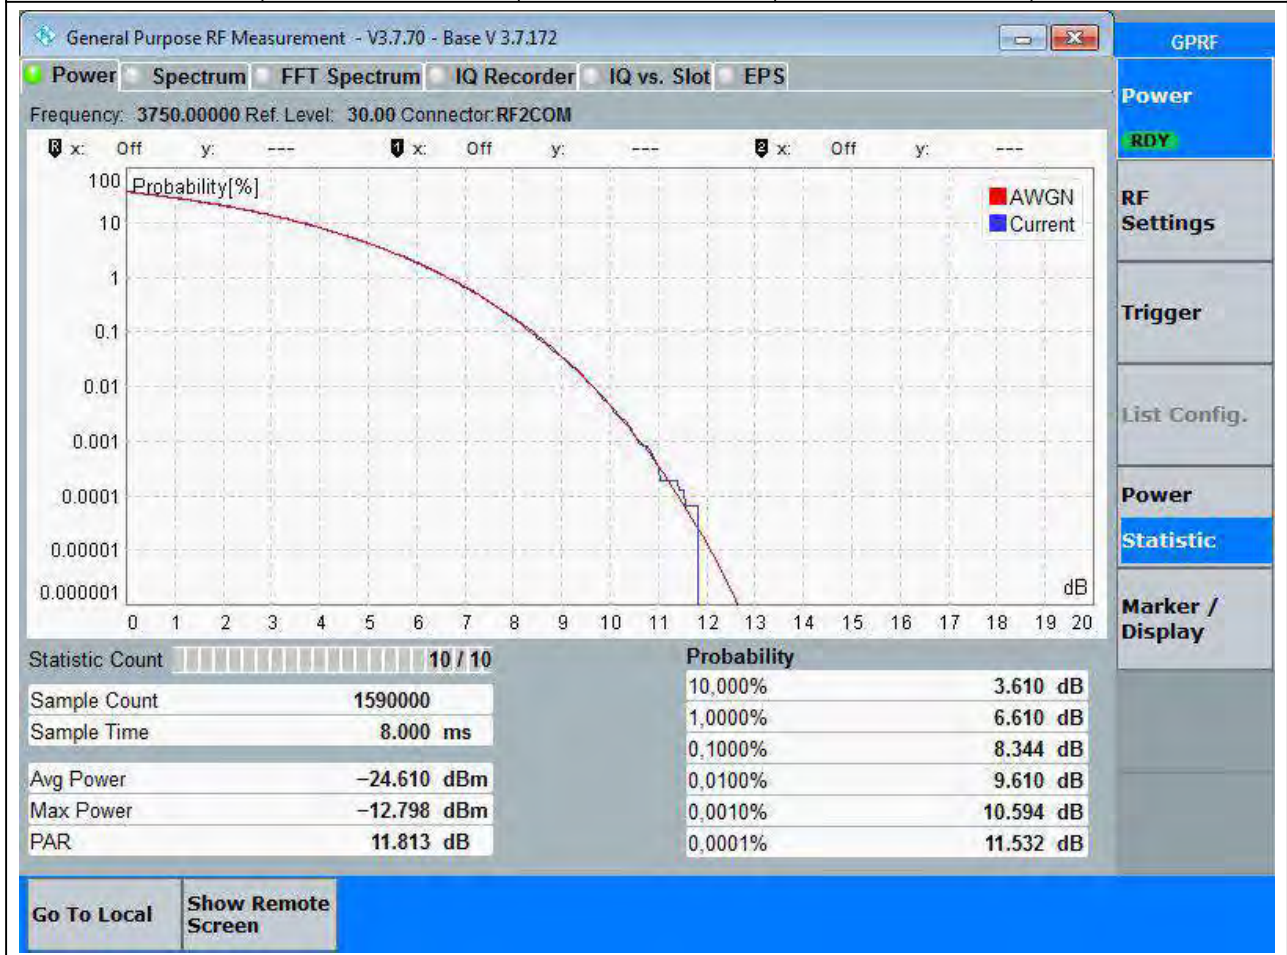 General Purpose RF Measurement - V3.7.70 - Base V 3.7.172
GPRF
Power Spectrum FFT Spectrum IQ Recorder IQ vs. Slot EPS
Frequency: 3750.00000 Ref. Level: 30.00 Connector:RF2COM
R x: Off y: --- 1 x: Off y: --- 2 x: Off y: ---
Probability[%]
AWGN
Current
100
10
1
0.1
0.01
0.001
0.0001
0.00001
0.000001
dB
0 1 2 3 4 5 6 7 8 9 10 11 12 13 14 15 16 17 18 19 20
Statistic Count 10 / 10
Sample Count 1590000
Sample Time 8.000 ms
Avg Power −24.610 dBm
Max Power −12.798 dBm
PAR 11.813 dB
Probability
10,000% 3.610 dB
1,0000% 6.610 dB
0,1000% 8.344 dB
0,0100% 9.610 dB
0,0010% 10.594 dB
0,0001% 11.532 dB
Power
RDY
RF
Settings
Trigger
List Config.
Power
Statistic
Marker /
Display
Go To Local
Show Remote
Screen